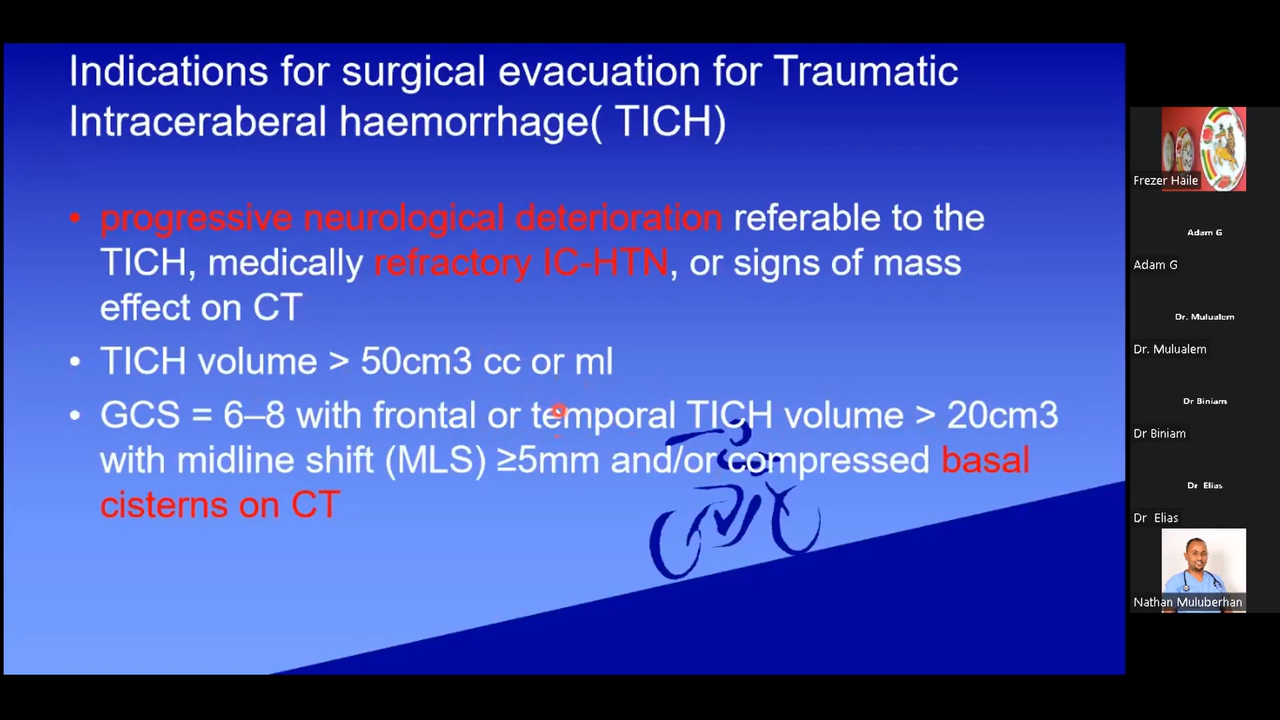 Indications for surgical evacuation for Traumatic
Intraceraberal haemorrhage( TICH)
• progressive neurological deterioration referable to the
TICH, medically refractory IC-HTN, or signs of mass
effect on CT
• TICH volume > 50cm3 cc or ml
• GCS = 6–8 with frontal or temporal TICH volume > 20cm3
with midline shift (MLS) ≥5mm and/or compressed basal
cisterns on CT
Frezer Haile
Adam G
Adam G
Dr. Mulualem
Dr. Mulualem
Dr Biniam
Dr Biniam
Dr Elias
Dr Elias
Nathan Muluberhan